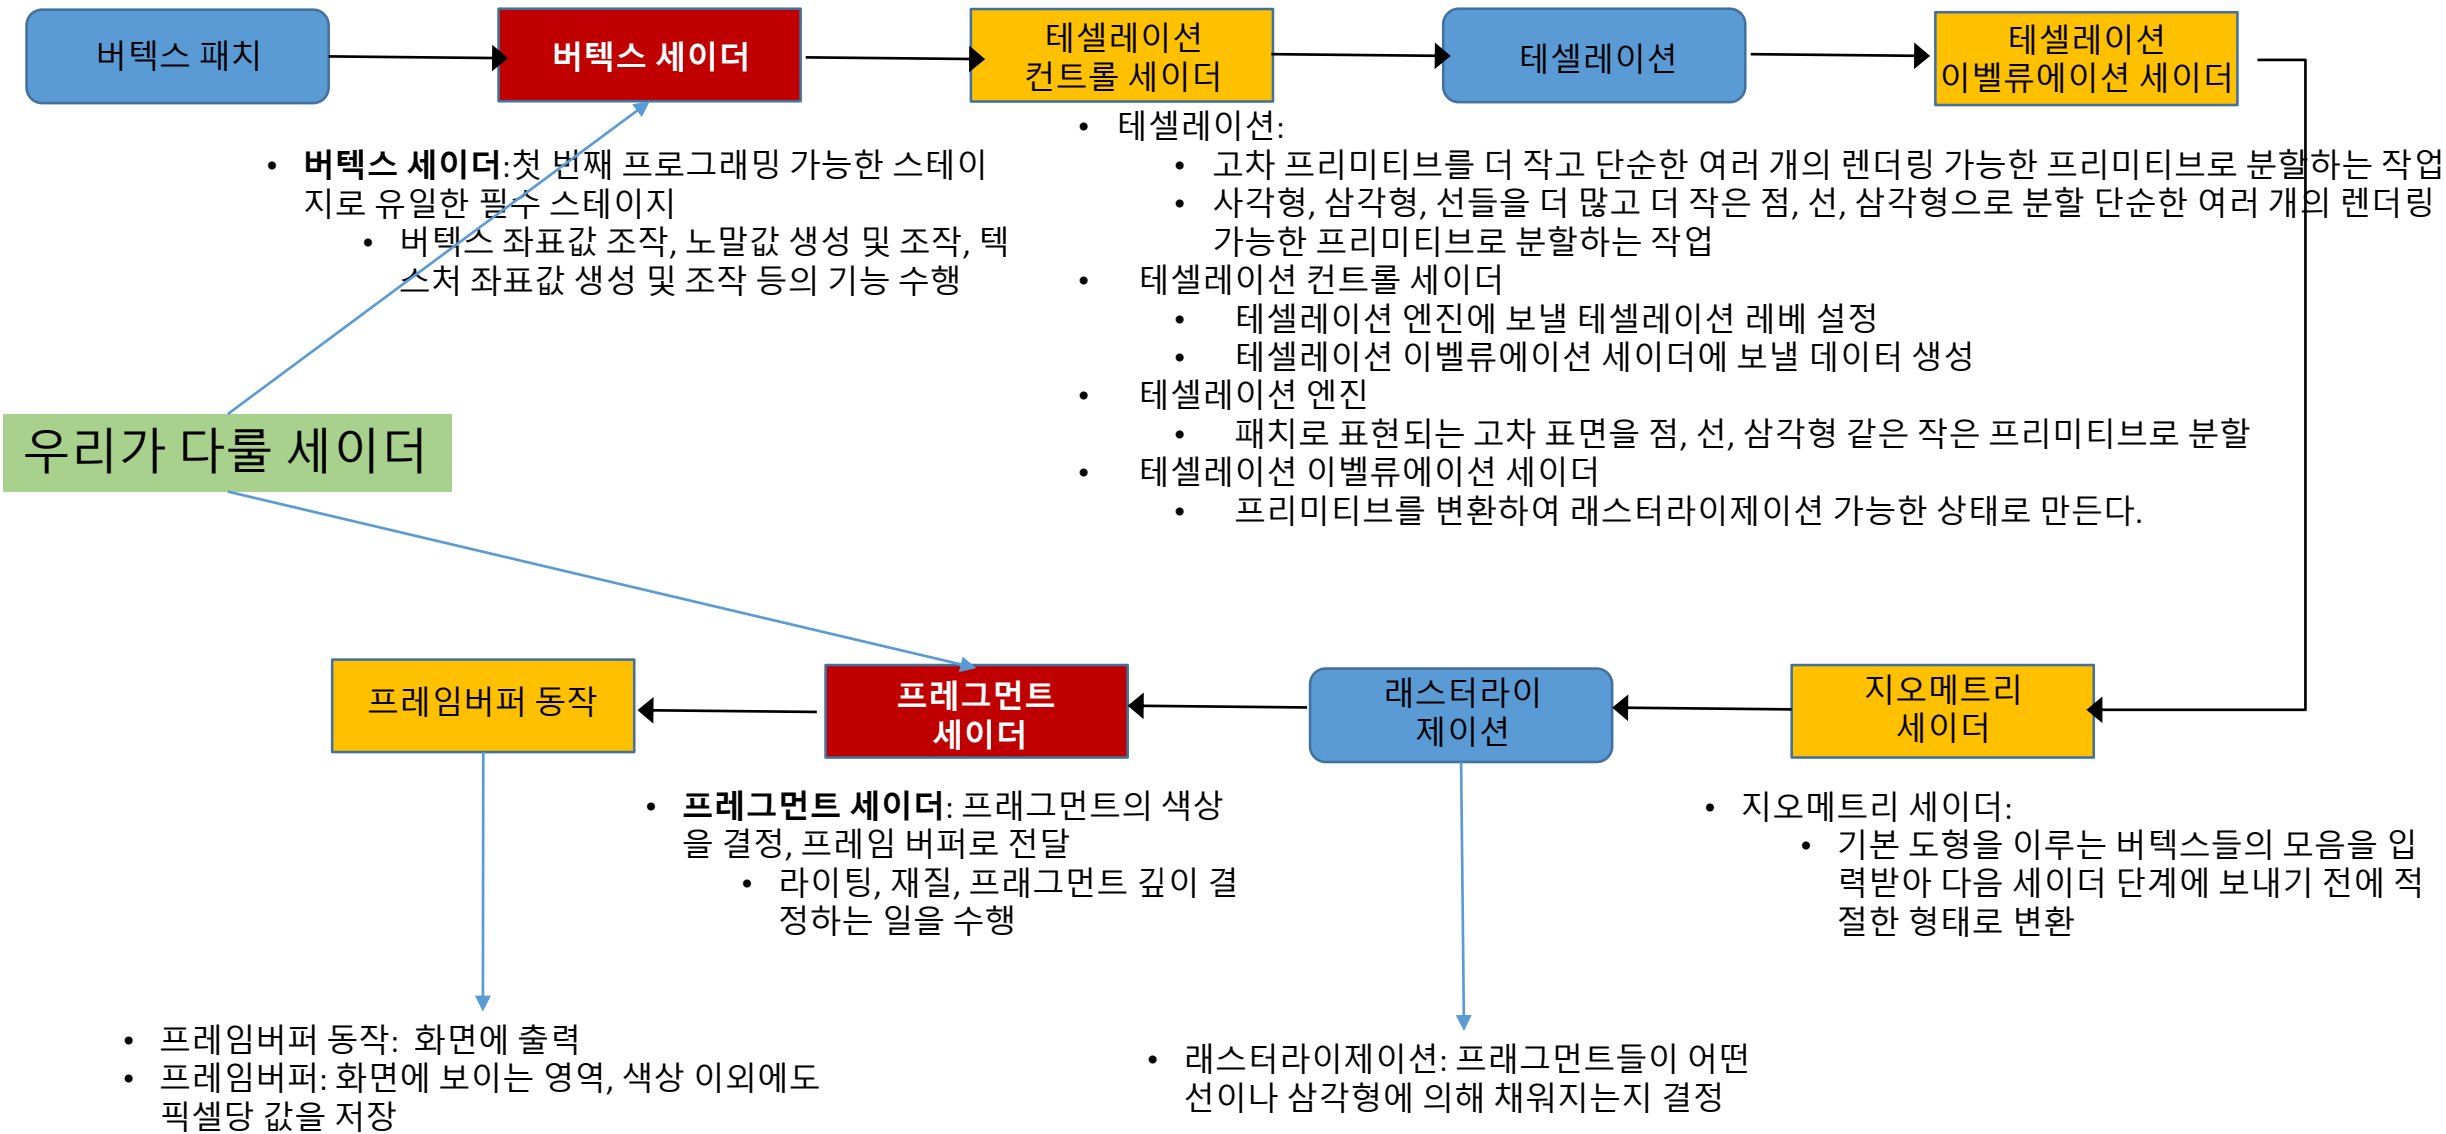 버텍스 패치
버텍스 세이더
테셀레이션
컨트롤 세이더
테셀레이션
테셀레이션
이벨류에이션 세이더
• 버텍스 세이더:첫 번째 프로그래밍 가능한 스테이
지로 유일한 필수 스테이지
• 버텍스 좌표값 조작, 노말값 생성 및 조작, 텍
스쳐 좌표값 생성 및 조작 등의 기능 수행
• 테셀레이션:
• 고차 프리미티브를 더 작고 단순한 여러 개의 렌더링 가능한 프리미티브로 분할하는 작업
• 사각형, 삼각형, 선들을 더 많고 더 작은 점, 선, 삼각형으로 분할 단순한 여러 개의 렌더링
가능한 프리미티브로 분할하는 작업
• 테셀레이션 컨트롤 세이더
• 테셀레이션 엔진에 보낼 테셀레이션 레베 설정
• 테셀레이션 이벨류에이션 세이더에 보낼 데이터 생성
• 테셀레이션 엔진
• 패치로 표현되는 고차 표면을 점, 선, 삼각형 같은 작은 프리미티브로 분할
• 테셀레이션 이벨류에이션 세이더
• 프리미티브를 변환하여 래스터라이제이션 가능한 상태로 만든다.
우리가 다룰 세이더
프레임버퍼 동작
프레그먼트
세이더
래스터라이
제이션
지오메트리
세이더
• 프레그먼트 세이더: 프래그먼트의 색상
을 결정, 프레임 버퍼로 전달
• 라이팅, 재질, 프래그먼트 깊이 결
정하는 일을 수행
• 지오메트리 세이더:
• 기본 도형을 이루는 버텍스들의 모음을 입
력받아 다음 세이더 단계에 보내기 전에 적
절한 형태로 변환
• 프레임버퍼 동작: 화면에 출력
• 프레임버퍼: 화면에 보이는 영역, 색상 이외에도
픽셀당 값을 저장
• 래스터라이제이션: 프래그먼트들이 어떤
선이나 삼각형에 의해 채워지는지 결정